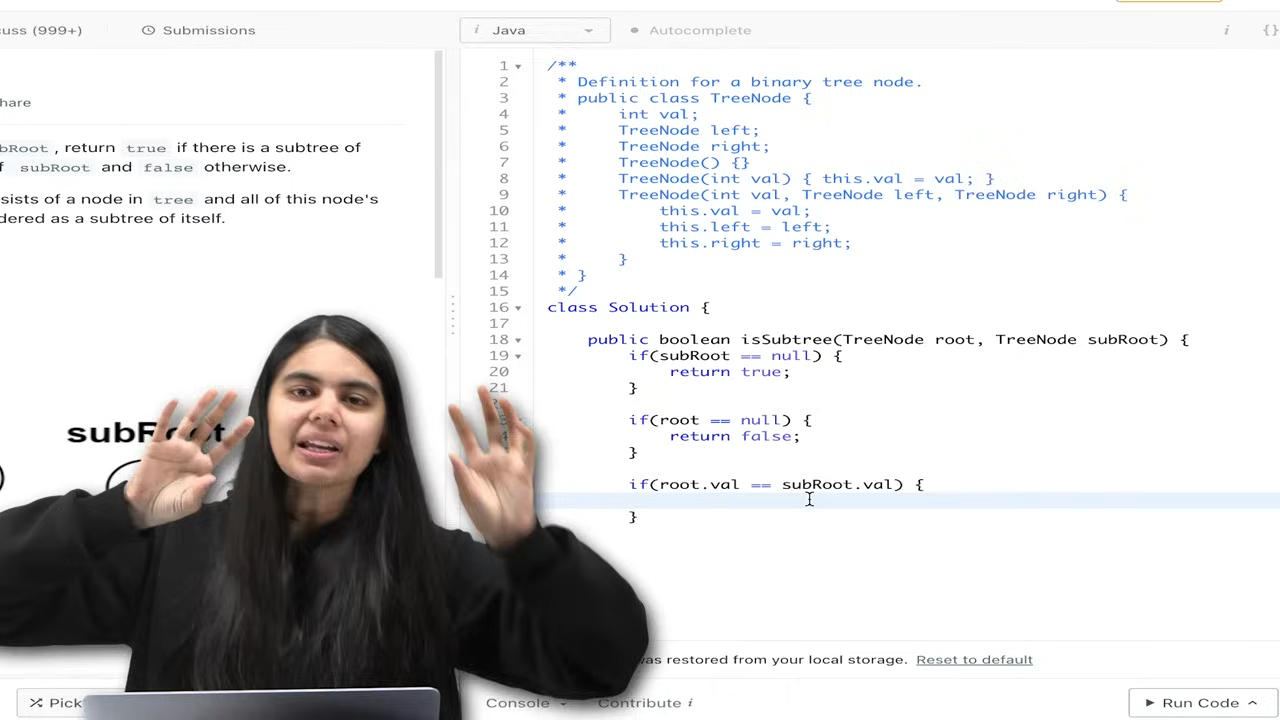 uss (999+)
Submissions
i Java
Autocomplete
i {}
hare
bRoot , return true if there is a subtree of
f subRoot and false otherwise.
sists of a node in tree and all of this node's
dered as a subtree of itself.
subRoot
1 /**
2 * Definition for a binary tree node.
3 * public class TreeNode {
4 * int val;
5 * TreeNode left;
6 * TreeNode right;
7 * TreeNode() {}
8 * TreeNode(int val) { this.val = val; }
9 * TreeNode(int val, TreeNode left, TreeNode right) {
10 * this.val = val;
11 * this.left = left;
12 * this.right = right;
13 * }
14 * }
15 */
16 class Solution {
17
18 public boolean isSubtree(TreeNode root, TreeNode subRoot) {
19 if(subRoot == null) {
20 return true;
21 }
if(root == null) {
return false;
}
if(root.val == subRoot.val) {
}
was restored from your local storage. Reset to default
Pick
Console
Contribute i
Run Code